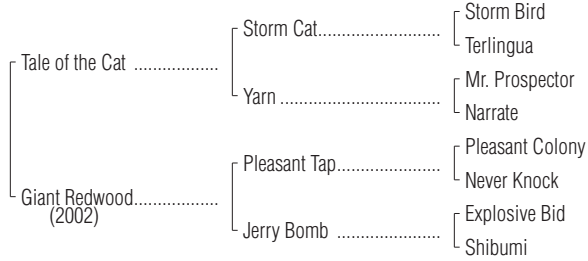 Storm Bird
Storm Cat..............................
Terlingua
Tale of the Cat .................
Mr. Prospector
Yarn ........................................
Narrate
Pleasant Colony
Pleasant Tap..........................
Never Knock
Giant Redwood.................
(2002)
Explosive Bid
Jerry Bomb ..........................
Shibumi